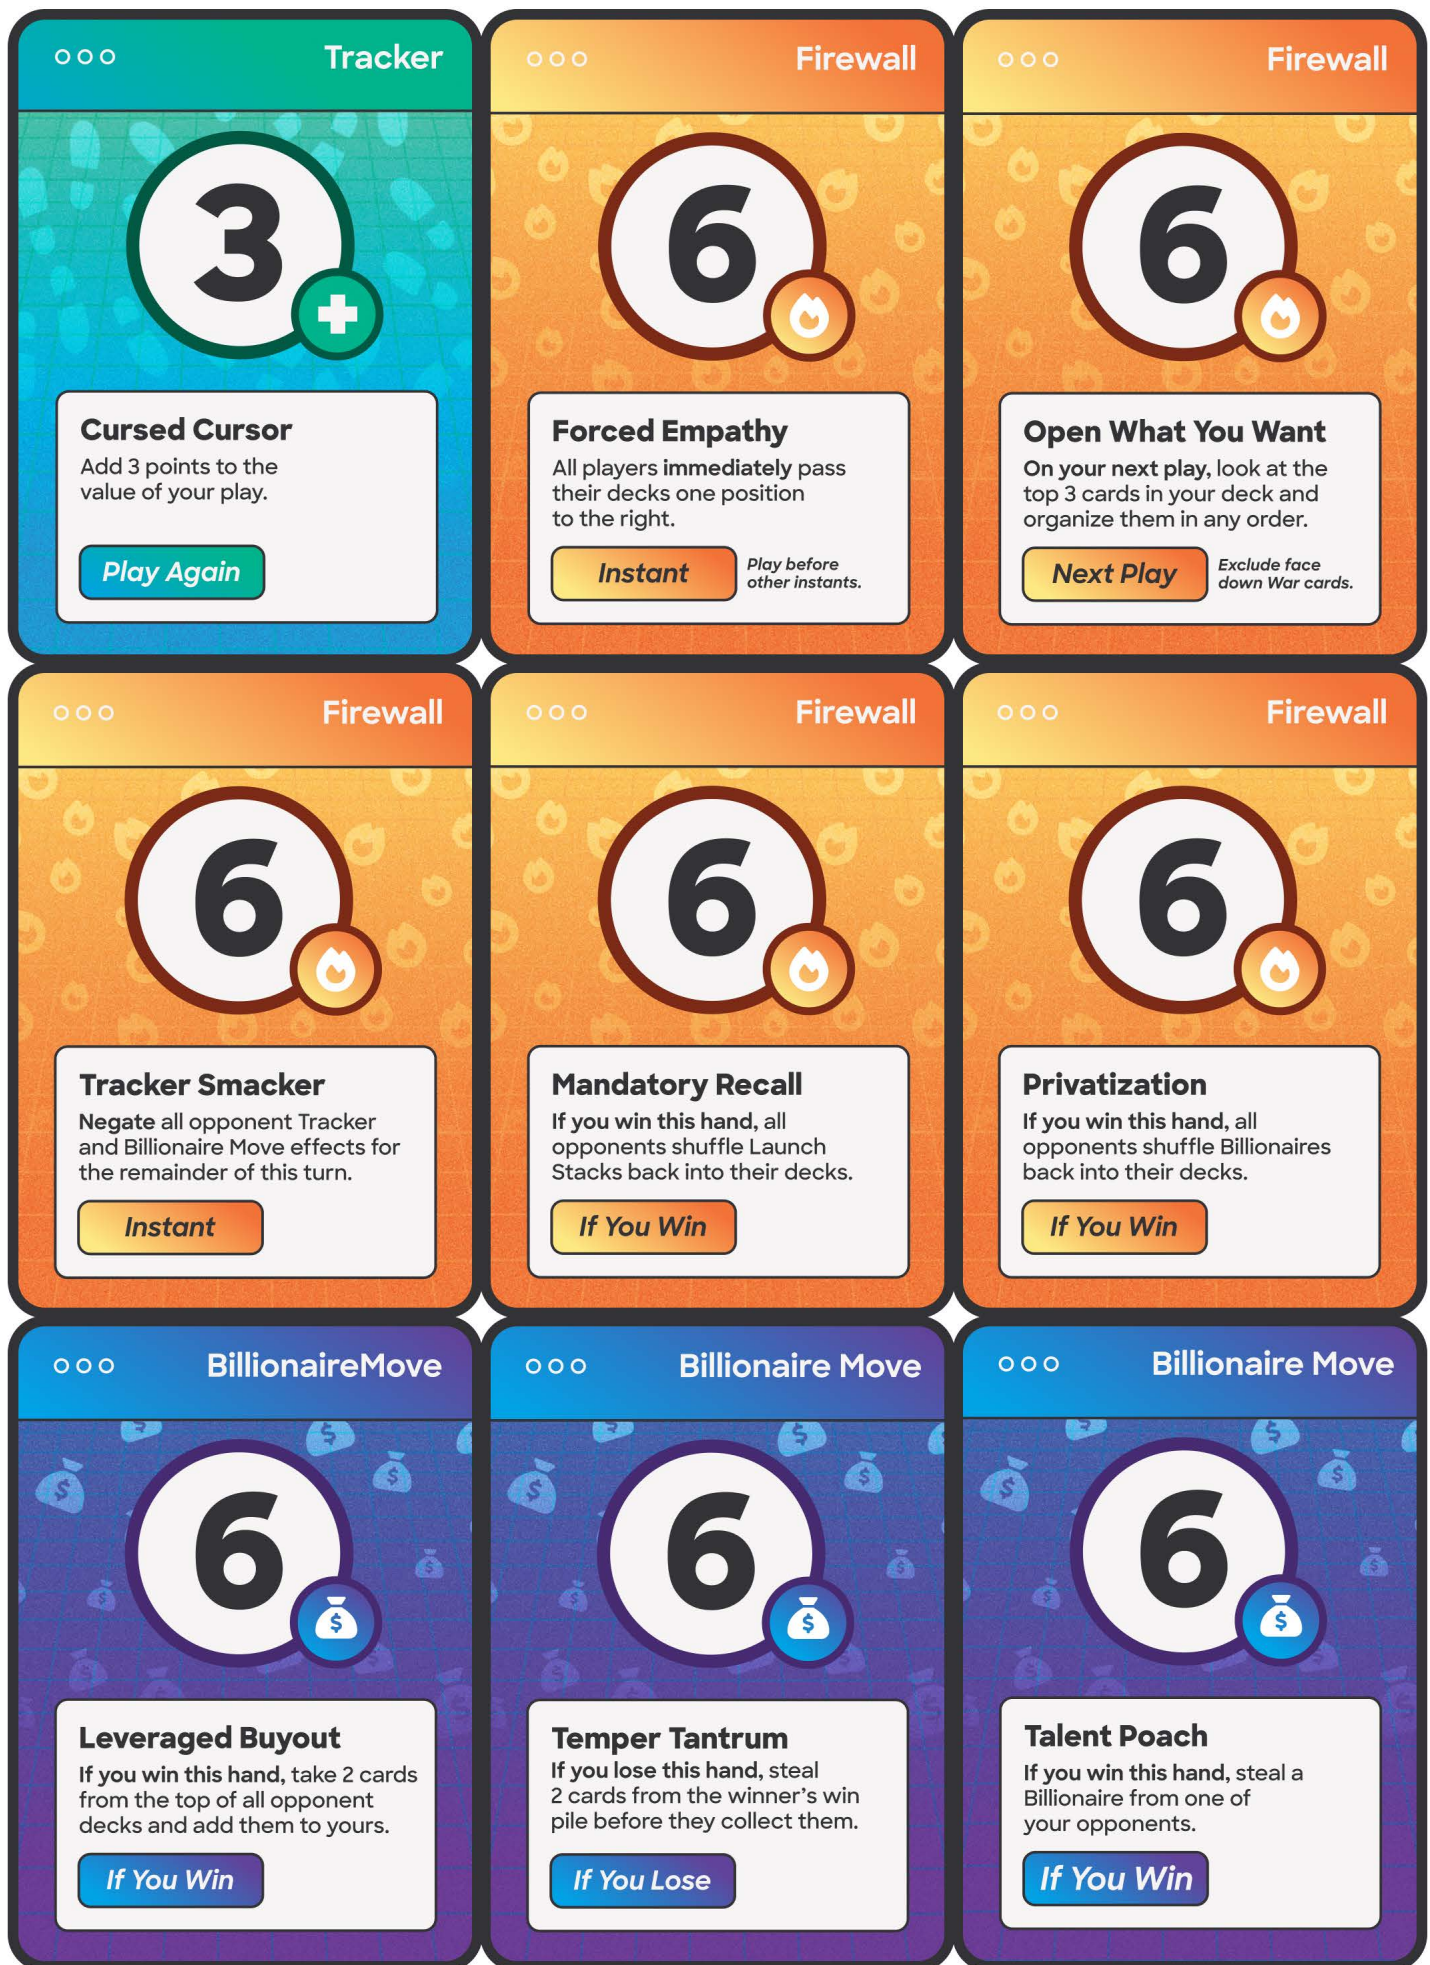 Tracker
3
Cursed Cursor
Add 3 points to the
value of your play.
Play Again
Firewall
6
Forced Empathy
All players immediately pass
their decks one position
to the right.
Instant
Play before
other instants.
Firewall
6
Open What You Want
On your next play, look at the
top 3 cards in your deck and
organize them in any order.
Next Play
Exclude face
down War cards.
Firewall
6
Tracker Smacker
Negate all opponent Tracker
and Billionaire Move effects for
the remainder of this turn.
Instant
Firewall
6
Mandatory Recall
If you win this hand, all
opponents shuffle Launch
Stacks back into their decks.
If You Win
Firewall
6
Privatization
If you win this hand, all
opponents shuffle Billionaires
back into their decks.
If You Win
BillionaireMove
6
$
Leveraged Buyout
If you win this hand, take 2 cards
from the top of all opponent
decks and add them to yours.
If You Win
Billionaire Move
6
$
Temper Tantrum
If you lose this hand, steal
2 cards from the winner's win
pile before they collect them.
If You Lose
Billionaire Move
6
$
Talent Poach
If you win this hand, steal a
Billionaire from one of
your opponents.
If You Win